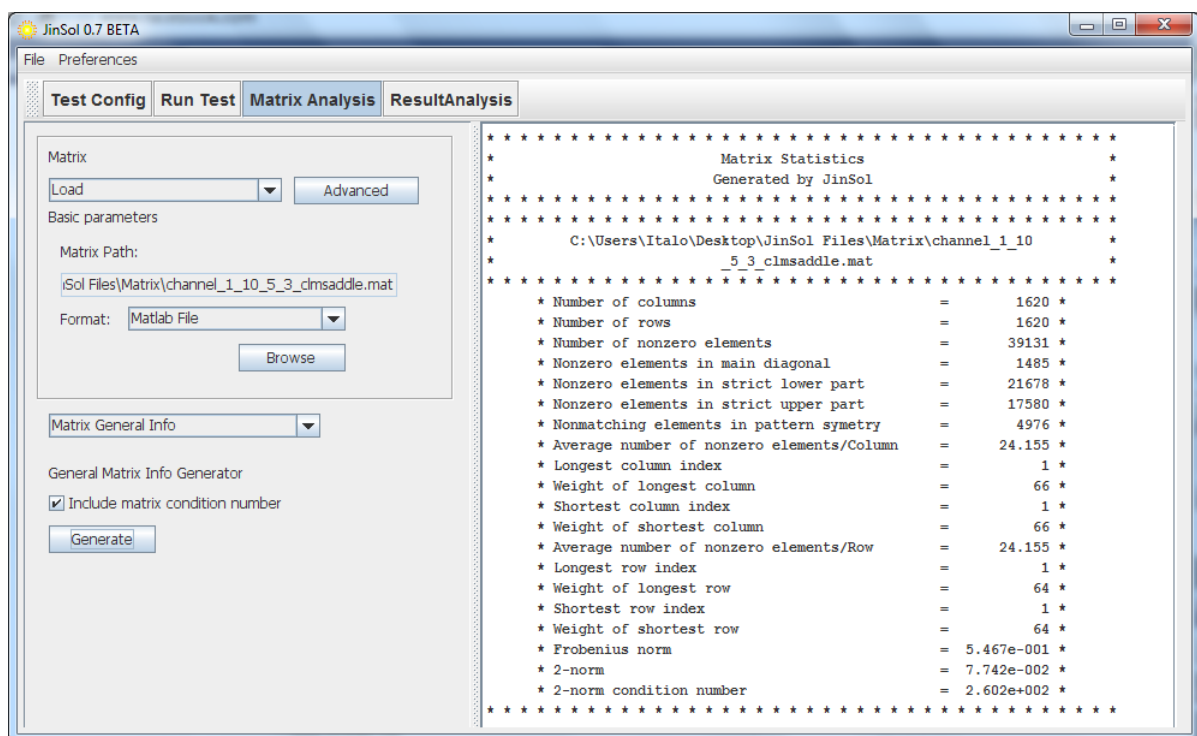 JinSol 0.7 BETA
File Preferences
Test Config Run Test Matrix Analysis ResultAnalysis
Matrix
Load Advanced
Basic parameters
Matrix Path:
Sol Files\Matrix\channel_1_10_5_3_clmsaddle.mat
Format: Matlab File
Browse
Matrix General Info
General Matrix Info Generator
Include matrix condition number
Generate
* * * * * * * * * * * * * * * * * * * * * * * * * * * * * * * * * * * * * *
* Matrix Statistics *
* Generated by JinSol *
* * * * * * * * * * * * * * * * * * * * * * * * * * * * * * * * * * * * * *
* * * * * * * * * * * * * * * * * * * * * * * * * * * * * * * * * * * * * *
* C:\Users\Italo\Desktop\JinSol Files\Matrix\channel_1_10 *
* _5_3_clmsaddle.mat *
* * * * * * * * * * * * * * * * * * * * * * * * * * * * * * * * * * * * * *
* Number of columns = 1620 *
* Number of rows = 1620 *
* Number of nonzero elements = 39131 *
* Nonzero elements in main diagonal = 1485 *
* Nonzero elements in strict lower part = 21678 *
* Nonzero elements in strict upper part = 17580 *
* Nonmatching elements in pattern symetry = 4976 *
* Average number of nonzero elements/Column = 24.155 *
* Longest column index = 1 *
* Weight of longest column = 66 *
* Shortest column index = 1 *
* Weight of shortest column = 66 *
* Average number of nonzero elements/Row = 24.155 *
* Longest row index = 1 *
* Weight of longest row = 64 *
* Shortest row index = 1 *
* Weight of shortest row = 64 *
* Frobenius norm = 5.467e-001 *
* 2-norm = 7.742e-002 *
* 2-norm condition number = 2.602e+002 *
* * * * * * * * * * * * * * * * * * * * * * * * * * * * * * * * * * * * * *